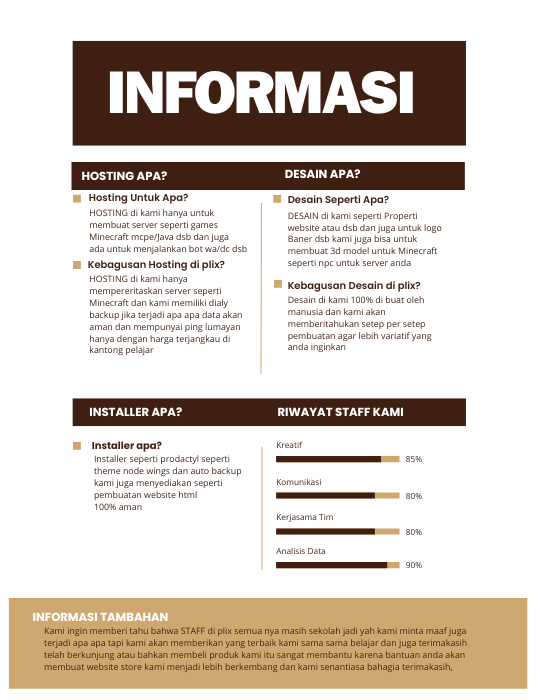 INFORMASI
HOSTING APA?
Hosting Untuk Apa?
HOSTING di kami hanya untuk
membuat server seperti games
Minecraft mcpe/Java dsb dan juga
ada untuk menjalankan bot wa/dc dsb
Kebagusan Hosting di plix?
HOSTING di kami hanya
mempereritaskan server seperti
Minecraft dan kami memiliki dialy
backup jika terjadi apa apa data akan
aman dan mempunyai ping lumayan
hanya dengan harga terjangkau di
kantong pelajar
DESAIN APA?
Desain Seperti Apa?
DESAIN di kami seperti Properti
website atau dsb dan juga untuk logo
Baner dsb kami juga bisa untuk
membuat 3d model untuk Minecraft
seperti npc untuk server anda
Kebagusan Desain di plix?
Desain di kami 100% di buat oleh
manusia dan kami akan
memberitahukan setep per setep
pembuatan agar lebih variatif yang
anda inginkan
INSTALLER APA?
Installer apa?
Installer seperti prodactyl seperti
theme node wings dan auto backup
kami juga menyediakan seperti
pembuatan website html
100% aman
RIWAYAT STAFF KAMI
Kreatif
85%
Komunikasi
80%
Kerjasama Tim
80%
Analisis Data
90%
INFORMASI TAMBAHAN
Kami ingin memberi tahu bahwa STAFF di plix semua nya masih sekolah jadi yah kami minta maaf juga
terjadi apa apa tapi kami akan memberikan yang terbaik kami sama sama belajar dan juga terimakasih
telah berkunjung atau bahkan membeli produk kami itu sangat membantu karena bantuan anda akan
membuat website store kami menjadi lebih berkembang dan kami senantiasa bahagia terimakasih,